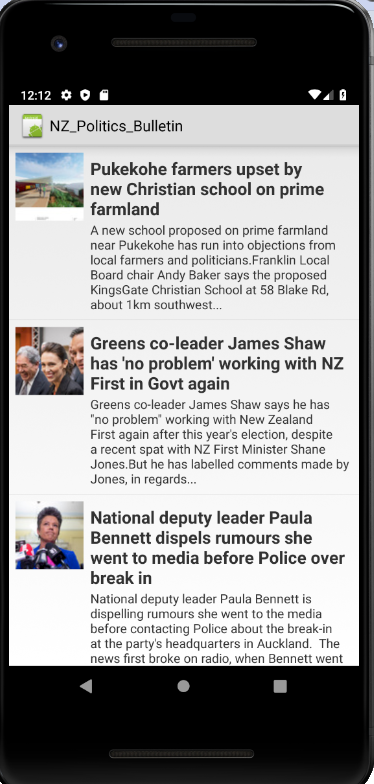 12:12
NZ_Politics_Bulletin
Pukekohe farmers upset by
new Christian school on prime
farmland
A new school proposed on prime farmland
near Pukekohe has run into objections from
local farmers and politicians.Franklin Local
Board chair Andy Baker says the proposed
KingsGate Christian School at 58 Blake Rd,
about 1km southwest...
Greens co-leader James Shaw
has 'no problem' working with NZ
First in Govt again
Greens co-leader James Shaw says he has
"no problem" working with New Zealand
First again after this year's election, despite
a recent spat with NZ First Minister Shane
Jones.But he has labelled comments made by
Jones, in regards...
National deputy leader Paula
Bennett dispels rumours she
went to media before Police over
break in
National deputy leader Paula Bennett is
dispelling rumours she went to the media
before contacting Police about the break-in
at the party's headquarters in Auckland.  The
news first broke on radio, when Bennett went